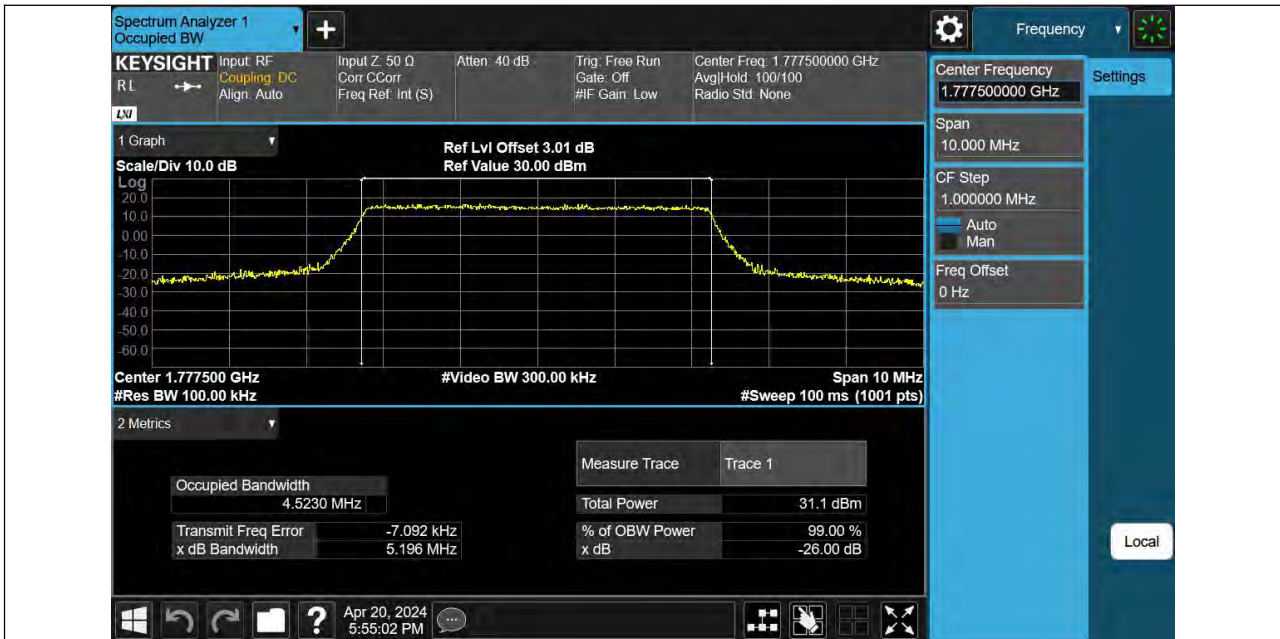 Spectrum Analyzer 1
Occupied BW
+
Frequency
KEYSIGHT
RL
LXI
Input: RF
Coupling: DC
Align: Auto
Input Z: 50 Ω
Corr CCorr
Freq Ref: Int (S)
Atten: 40 dB
Trig: Free Run
Gate: Off
#IF Gain: Low
Center Freq: 1.777500000 GHz
Avg|Hold: 100/100
Radio Std: None
1 Graph
Scale/Div 10.0 dB
Ref Lvl Offset 3.01 dB
Ref Value 30.00 dBm
Log
20.0
10.0
0.00
-10.0
-20.0
-30.0
-40.0
-50.0
-60.0
Center 1.777500 GHz
#Video BW 300.00 kHz
Span 10 MHz
#Res BW 100.00 kHz
#Sweep 100 ms (1001 pts)
2 Metrics
Measure Trace Trace 1
Occupied Bandwidth
4.5230 MHz
Total Power 31.1 dBm
Transmit Freq Error -7.092 kHz
% of OBW Power 99.00 %
x dB Bandwidth 5.196 MHz
x dB -26.00 dB
Center Frequency
1.777500000 GHz
Settings
Span
10.000 MHz
CF Step
1.000000 MHz
Auto
Man
Freq Offset
0 Hz
Local
?
Apr 20, 2024
5:55:02 PM